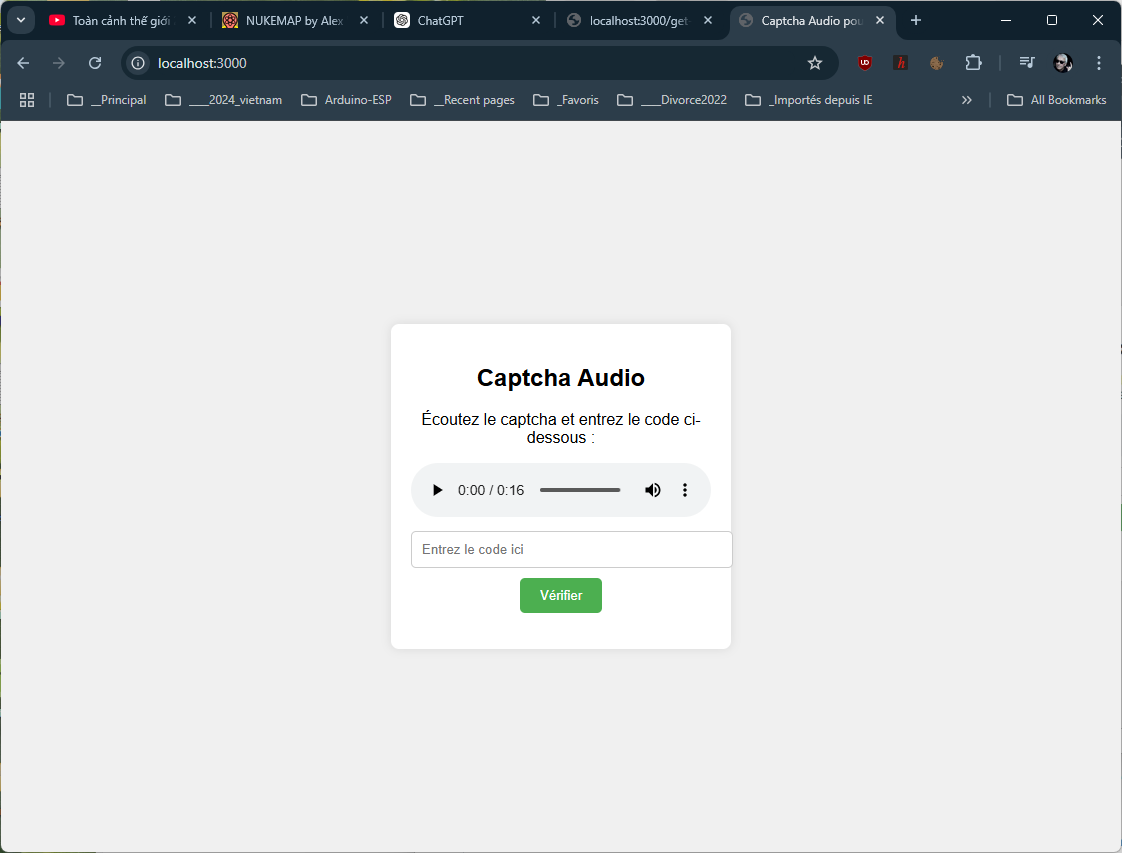 Toàn cảnh thế giới
NUKEMAP by Alex
ChatGPT
localhost:3000/get-
Captcha Audio pou
localhost:3000
__Principal
___2024_vietnam
Arduino-ESP
__Recent pages
_Favoris
___Divorce2022
_Importés depuis IE
All Bookmarks
Captcha Audio
Écoutez le captcha et entrez le code ci-
dessous :
0:00 / 0:16
Entrez le code ici
Vérifier